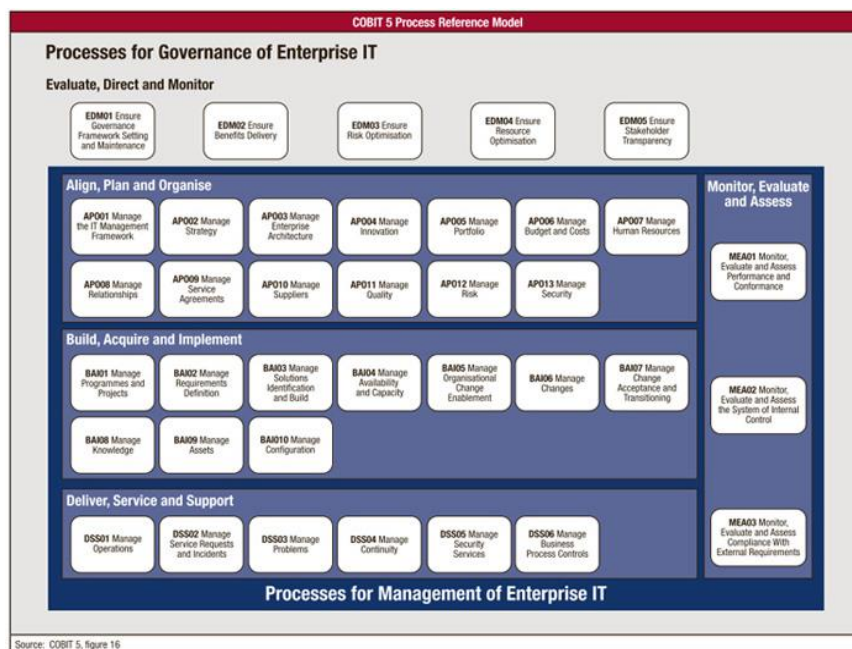 COBIT 5 Process Reference Model
Processes for Governance of Enterprise IT
Evaluate, Direct and Monitor
EDM01 Ensure
Governance
Framework Setting
and Maintenance
EDM02 Ensure
Benefits Delivery
EDM03 Ensure
Risk Optimisation
EDM04 Ensure
Resource
Optimisation
EDM05 Ensure
Stakeholder
Transparency
Align, Plan and Organise
APO01 Manage
the IT Management
Framework
APO02 Manage
Strategy
APO03 Manage
Enterprise
Architecture
APO04 Manage
Innovation
APO05 Manage
Portfolio
APO06 Manage
Budget and Costs
APO07 Manage
Human Resources
APO08 Manage
Relationships
APO09 Manage
Service
Agreements
APO10 Manage
Suppliers
APO11 Manage
Quality
APO12 Manage
Risk
APO13 Manage
Security
Build, Acquire and Implement
BAI01 Manage
Programmes and
Projects
BAI02 Manage
Requirements
Definition
BAI03 Manage
Solutions
Identification
and Build
BAI04 Manage
Availability
and Capacity
BAI05 Manage
Organisational
Change
Enablement
BAI06 Manage
Changes
BAI07 Manage
Change
Acceptance and
Transitioning
BAI08 Manage
Knowledge
BAI09 Manage
Assets
BAI010 Manage
Configuration
Deliver, Service and Support
DSS01 Manage
Operations
DSS02 Manage
Service Requests
and Incidents
DSS03 Manage
Problems
DSS04 Manage
Continuity
DSS05 Manage
Security
Services
DSS06 Manage
Business
Process Controls
Monitor, Evaluate
and Assess
MEA01 Monitor,
Evaluate and Assess
Performance and
Conformance
MEA02 Monitor,
Evaluate and Assess
the System of Internal
Control
MEA03 Monitor,
Evaluate and Assess
Compliance With
External Requirements
Processes for Management of Enterprise IT
Source: COBIT 5, figure 16